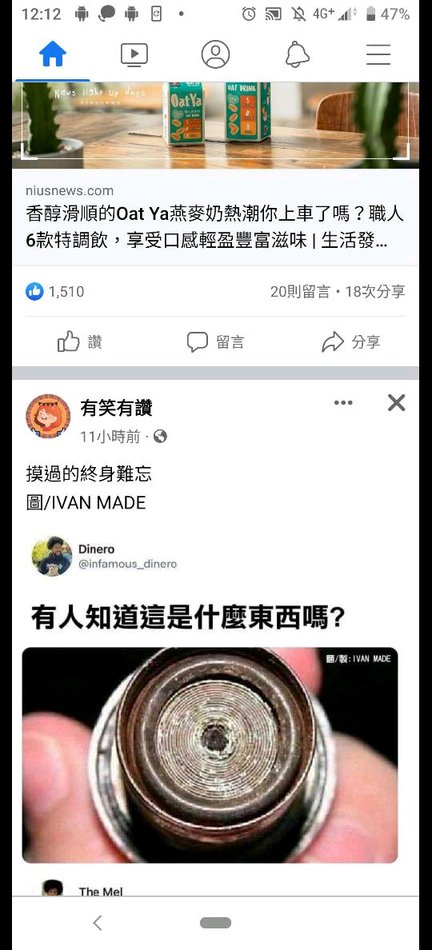 12:12
4G+
47%
News light up days
niusnews
OatYa
OAT DRINK
niusnews.com
香醇滑順的Oat Ya燕麥奶熱潮你上車了嗎？職人
6款特調飲，享受口感輕盈豐富滋味 | 生活發...
1,510
20則留言・18次分享
讚
留言
分享
有笑有讚
11小時前 ·
摸過的終身難忘
圖/IVAN MADE
Dinero
@infamous_dinero
有人知道這是什麼東西嗎?
圖/製:IVAN MADE
The Mel